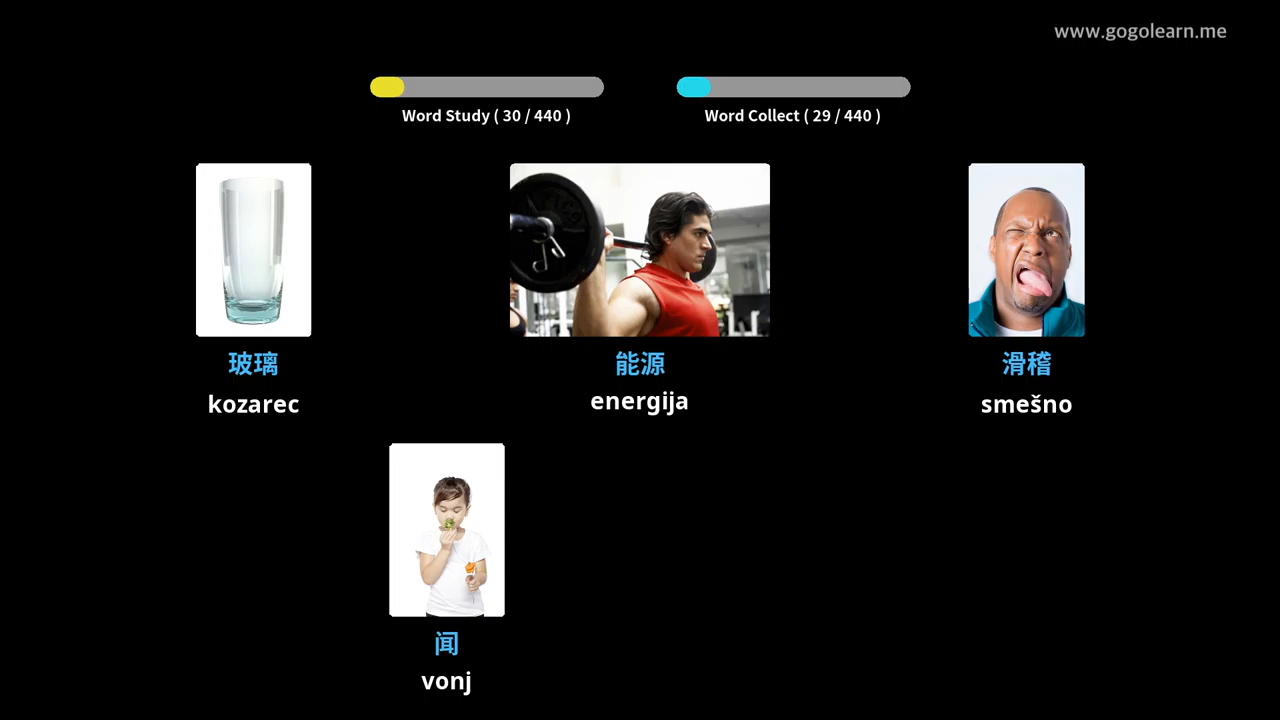 www.gogolearn.me
Word Study ( 30 / 440 )
Word Collect ( 29 / 440 )
玻璃
kozarec
能源
energija
滑稽
smešno
闻
vonj